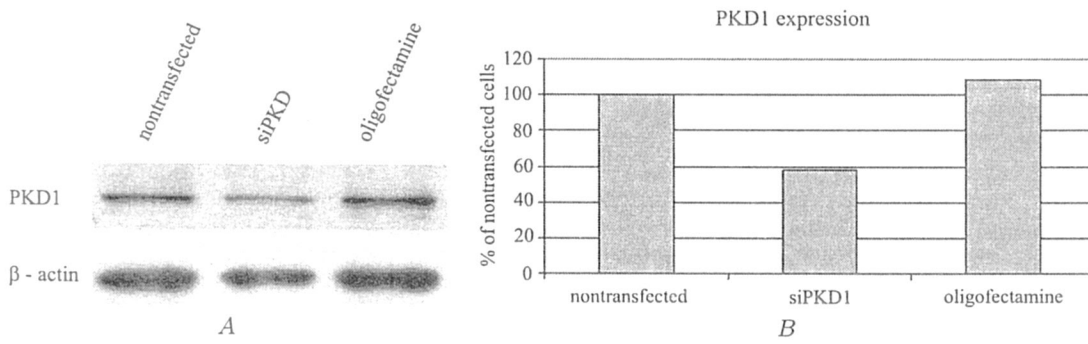 nontransfected
siPKD
oligofectamine
PKD1
β - actin
A
PKD1 expression
% of nontransfected cells
120
100
80
60
40
20
0
nontransfected
siPKD1
oligofectamine
B